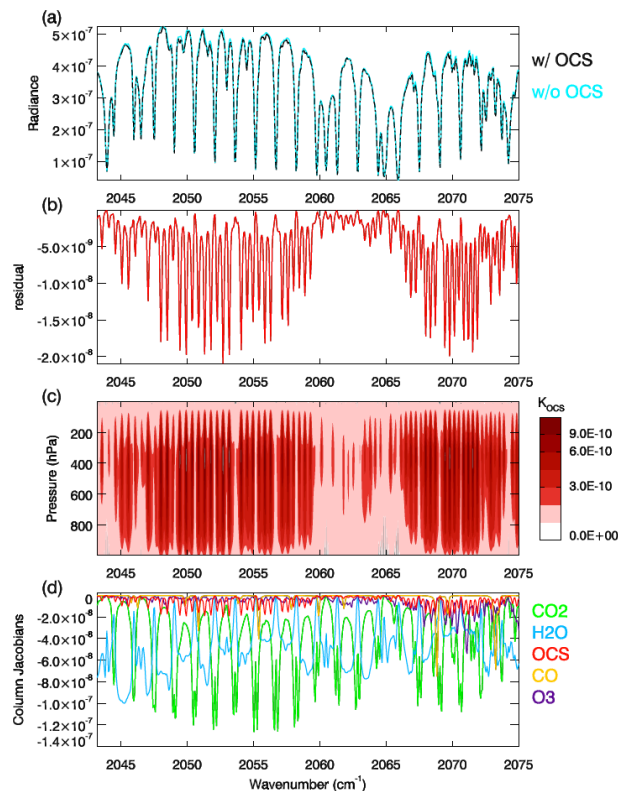 (a)
5×10⁻⁷
4×10⁻⁷
3×10⁻⁷
2×10⁻⁷
1×10⁻⁷
Radiance
w/ OCS
w/o OCS
2045 2050 2055 2060 2065 2070 2075
(b)
-5.0×10⁻⁹
-1.0×10⁻⁸
-1.5×10⁻⁸
-2.0×10⁻⁸
residual
2045 2050 2055 2060 2065 2070 2075
(c)
200
400
600
800
Pressure (hPa)
K_OCS
9.0E-10
6.0E-10
3.0E-10
0.0E+00
2045 2050 2055 2060 2065 2070 2075
(d)
0
-2.0×10⁻⁸
-4.0×10⁻⁸
-6.0×10⁻⁸
-8.0×10⁻⁸
-1.0×10⁻⁷
-1.2×10⁻⁷
-1.4×10⁻⁷
Column Jacobians
CO2
H2O
OCS
CO
O3
2045 2050 2055 2060 2065 2070 2075
Wavenumber (cm⁻¹)